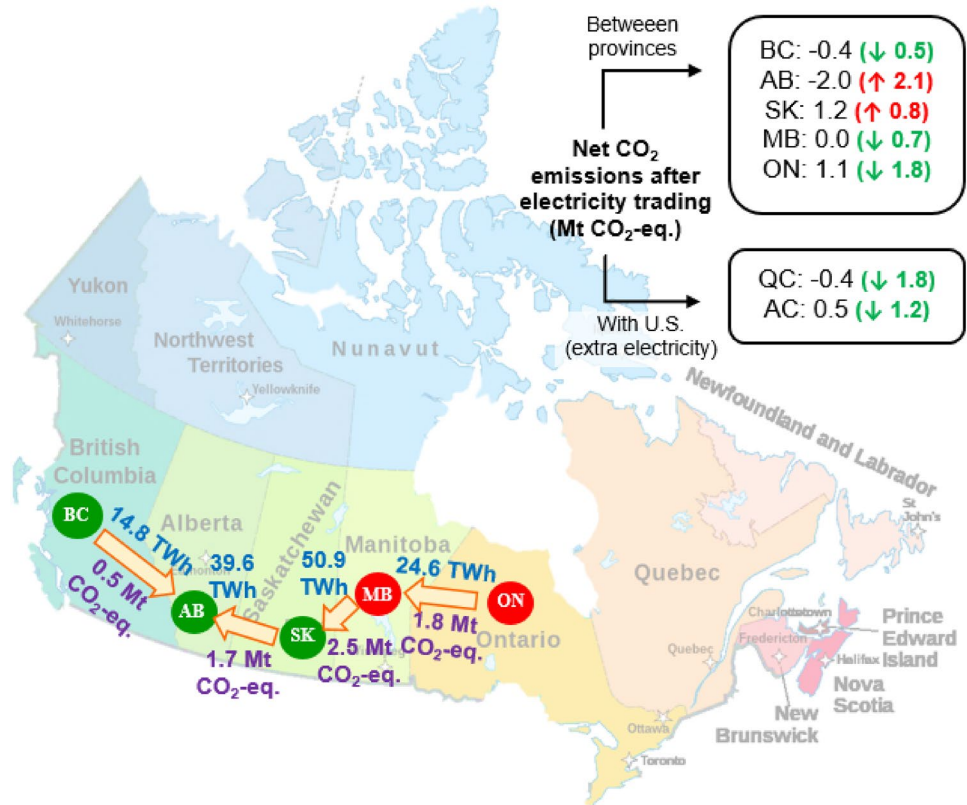 Betweeen
provinces
Net CO₂
emissions after
electricity trading
(Mt CO₂-eq.)
With U.S.
(extra electricity)
BC: -0.4 (↓ 0.5)
AB: -2.0 (↑ 2.1)
SK: 1.2 (↑ 0.8)
MB: 0.0 (↓ 0.7)
ON: 1.1 (↓ 1.8)
QC: -0.4 (↓ 1.8)
AC: 0.5 (↓ 1.2)
Yukon
Whitehorse
Northwest
Territories
Yellowknife
Nunavut
British
Columbia
Alberta
Saskatchewan
Manitoba
Ontario
Quebec
Newfoundland and Labrador
St
John's
BC
14.8 TWh
0.5 Mt
CO₂-eq.
AB
39.6
TWh
1.7 Mt
CO₂-eq.
SK
50.9
TWh
2.5 Mt
CO₂-eq.
MB
24.6 TWh
1.8 Mt
CO₂-eq.
ON
Quebec
Ottawa
Toronto
Charlottetown
Fredericton
Halifax
Prince
Edward
Island
Nova
Scotia
New
Brunswick